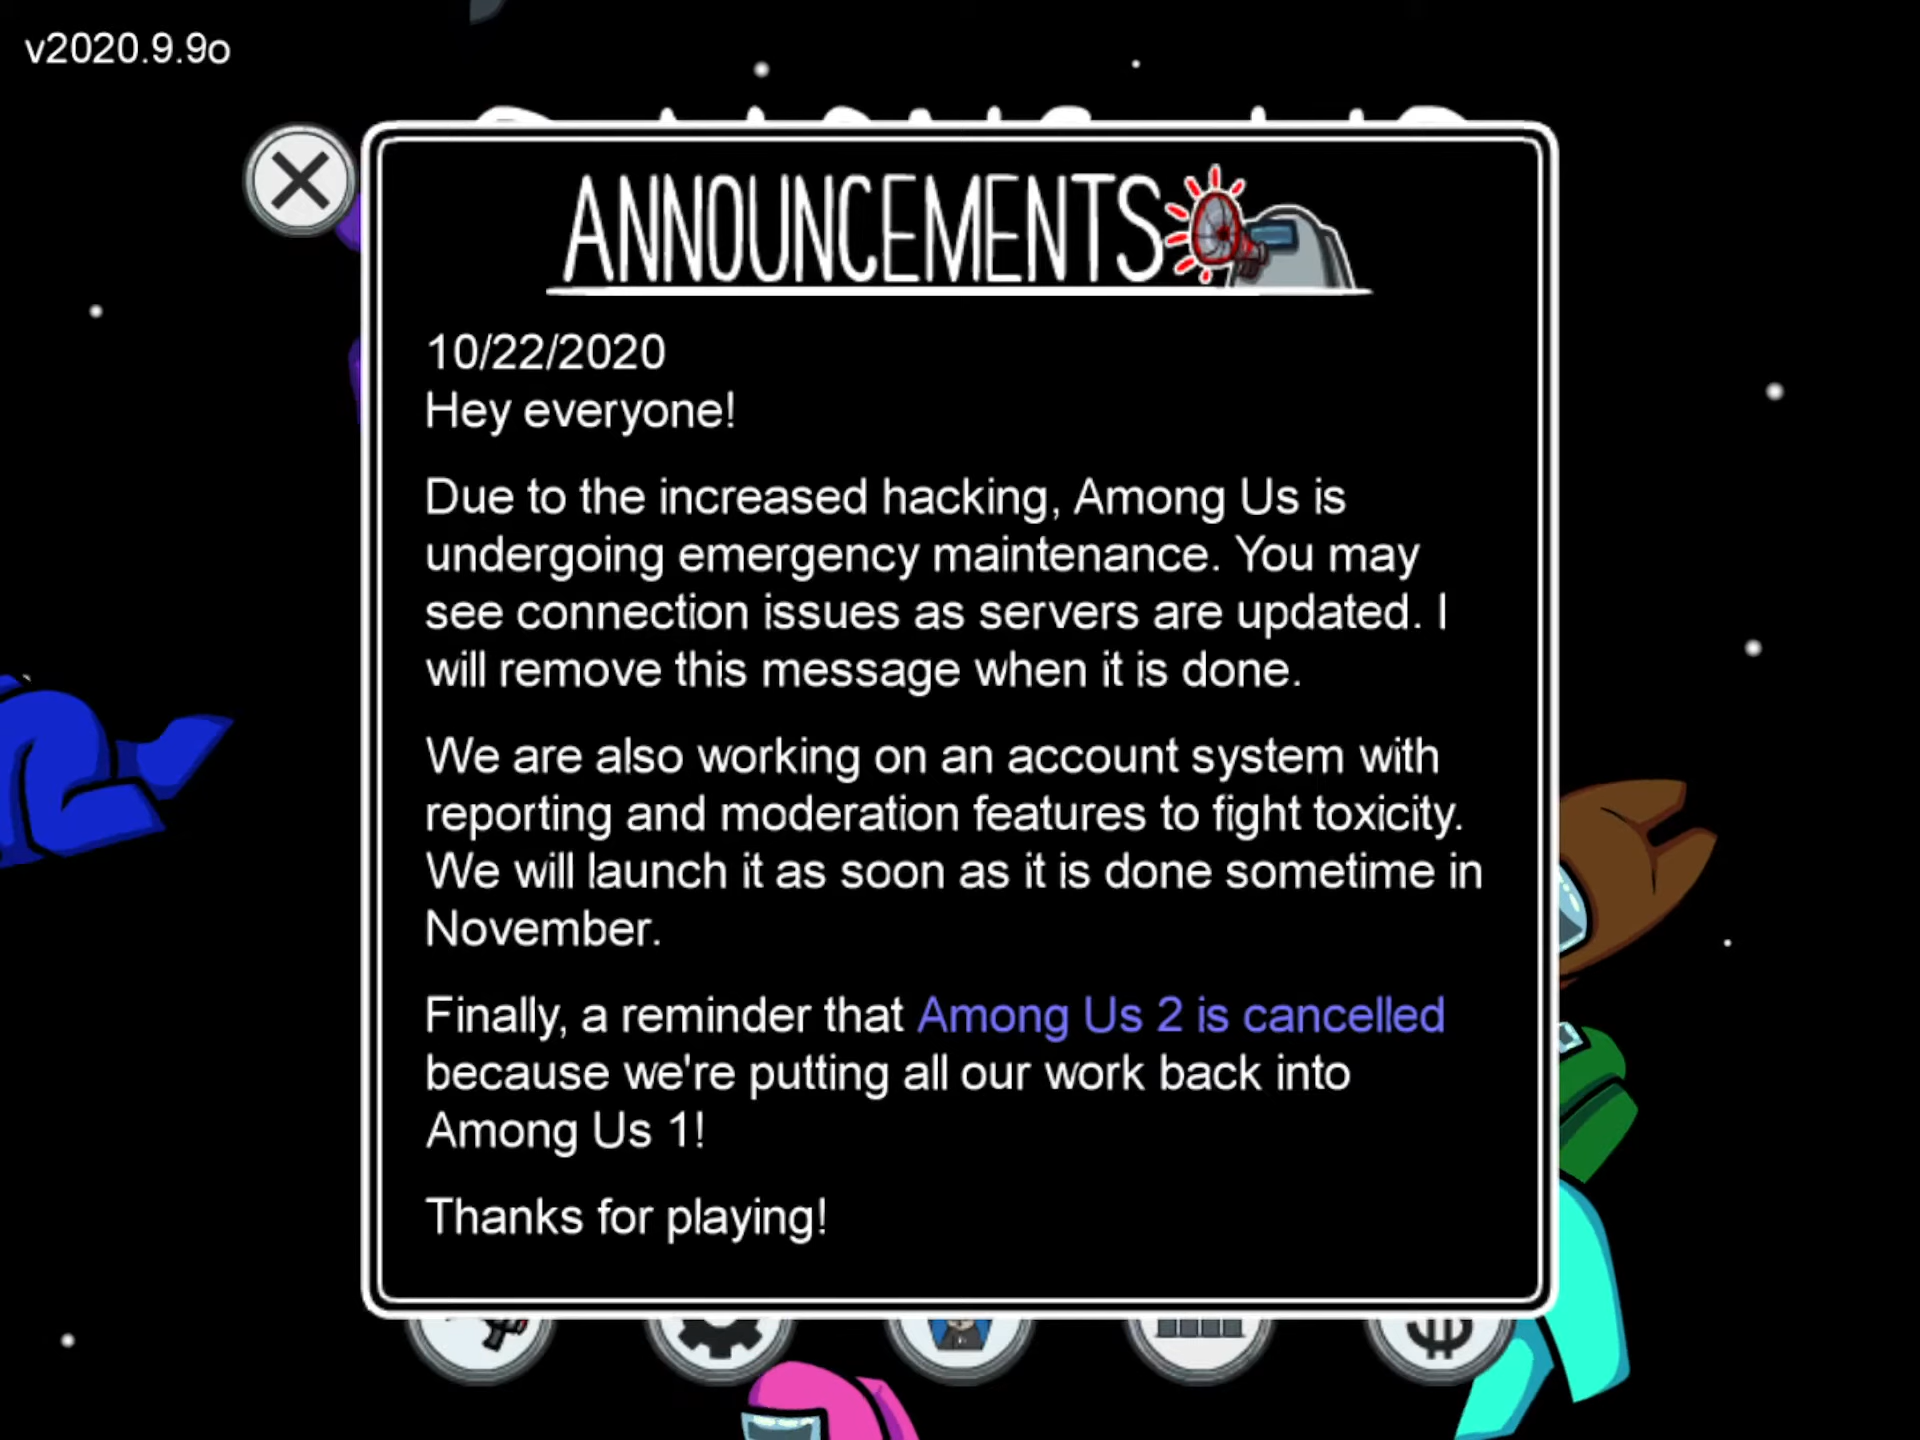 v2020.9.9o
ANNOUNCEMENTS
10/22/2020
Hey everyone!
Due to the increased hacking, Among Us is
undergoing emergency maintenance. You may
see connection issues as servers are updated. I
will remove this message when it is done.
We are also working on an account system with
reporting and moderation features to fight toxicity.
We will launch it as soon as it is done sometime in
November.
Finally, a reminder that Among Us 2 is cancelled
because we're putting all our work back into
Among Us 1!
Thanks for playing!